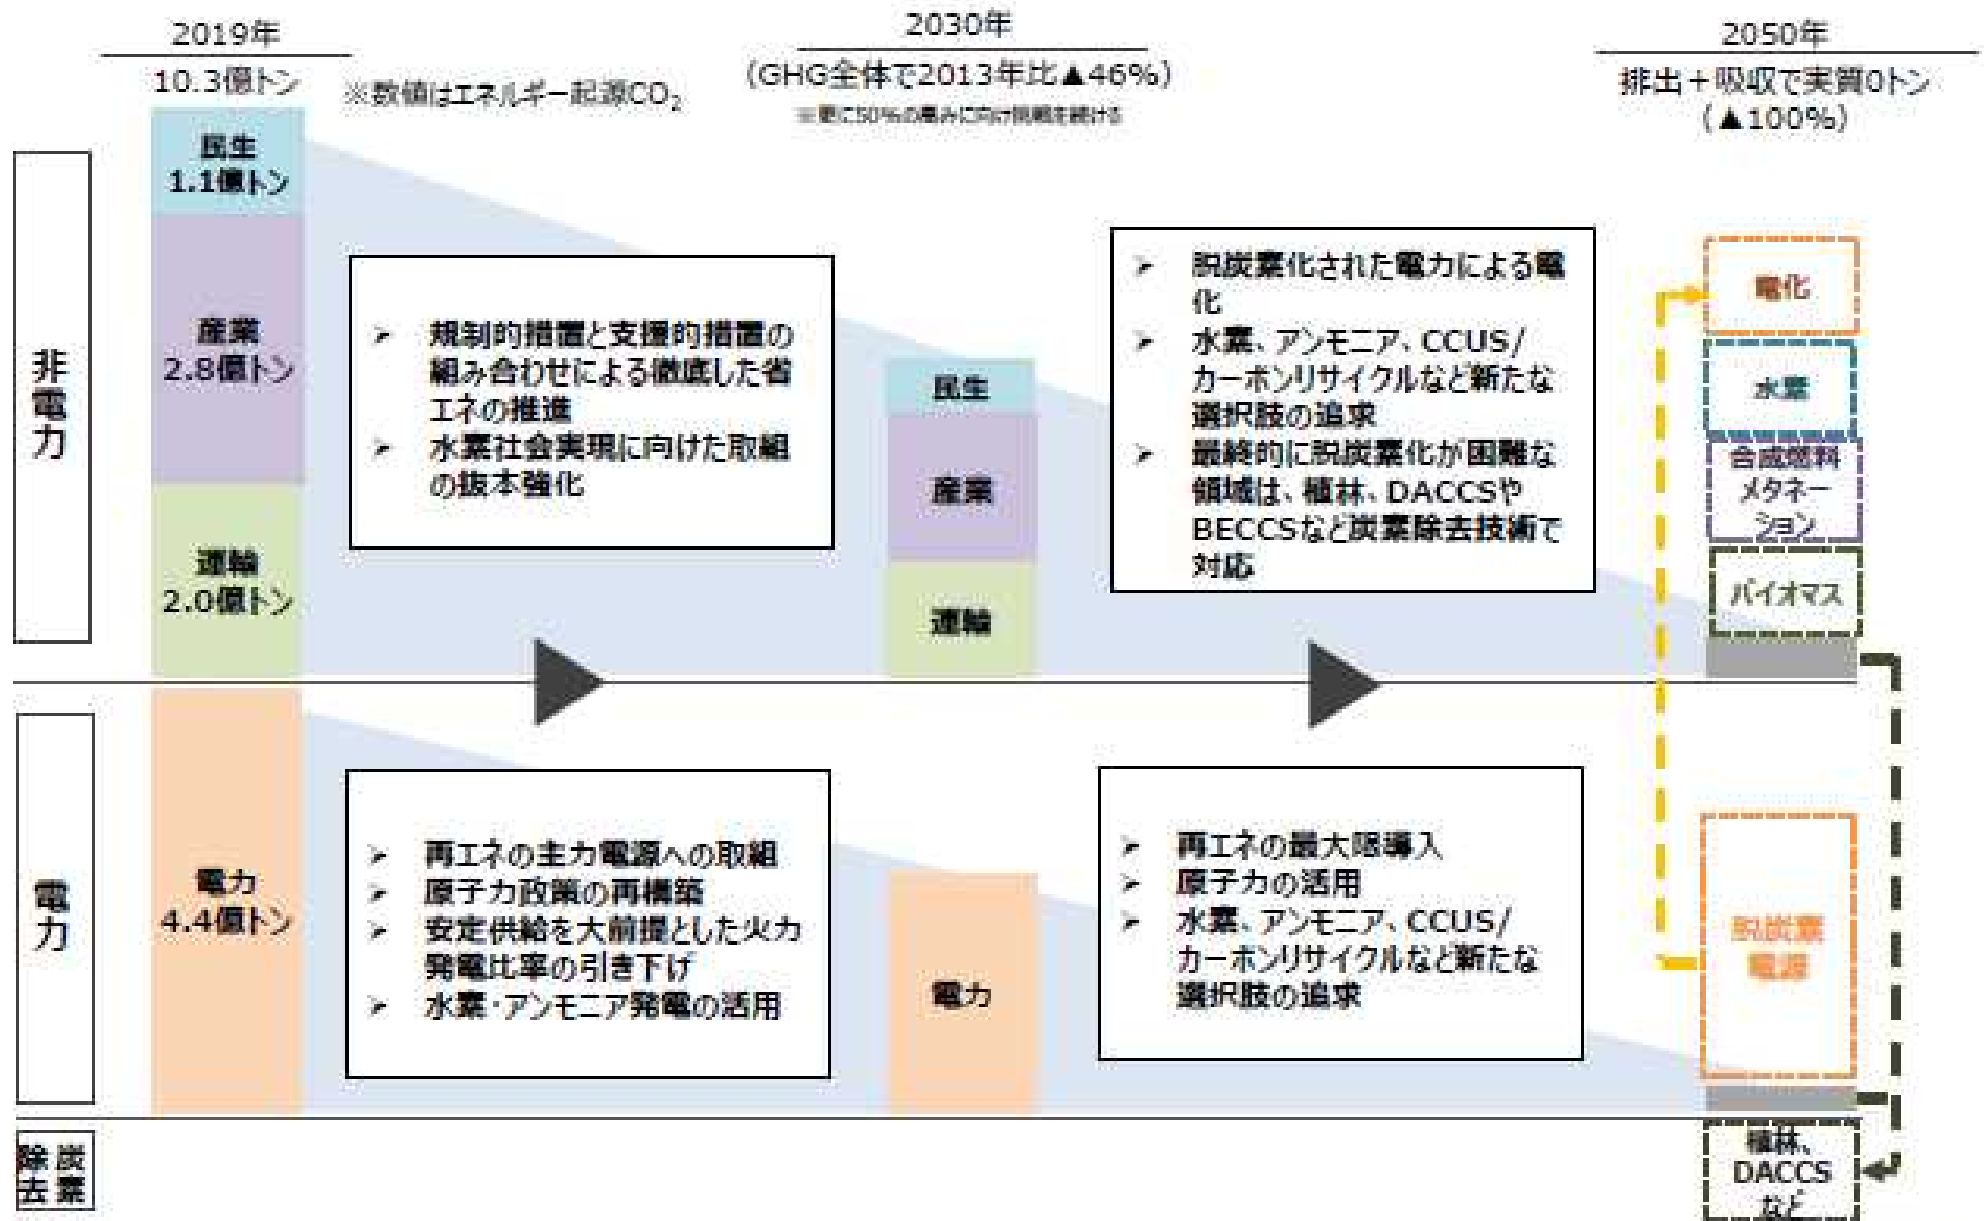 2019年
10.3億トン
※数値はエネルギー起源CO₂
2030年
(GHG全体で2013年比▲46%)
※更に50%の高みに向け挑戦を続ける
2050年
排出+吸収で実質0トン
(▲100%)
非電力
民生
1.1億トン
産業
2.8億トン
運輸
2.0億トン
➢ 規制的措置と支援的措置の
組み合わせによる徹底した省
エネの推進
➢ 水素社会実現に向けた取組
の抜本強化
民生
産業
運輸
➢ 脱炭素化された電力による電
化
➢ 水素、アンモニア、CCUS/
カーボンリサイクルなど新たな
選択肢の追求
➢ 最終的に脱炭素化が困難な
領域は、植林、DACCSや
BECCSなど炭素除去技術で
対応
電化
水素
合成燃料
メタネー
ション
バイオマス
電力
電力
4.4億トン
➢ 再エネの主力電源への取組
➢ 原子力政策の再構築
➢ 安定供給を大前提とした火力
発電比率の引き下げ
➢ 水素・アンモニア発電の活用
電力
➢ 再エネの最大限導入
➢ 原子力の活用
➢ 水素、アンモニア、CCUS/
カーボンリサイクルなど新たな
選択肢の追求
脱炭素
電源
炭素
除去
植林、
DACCS
など